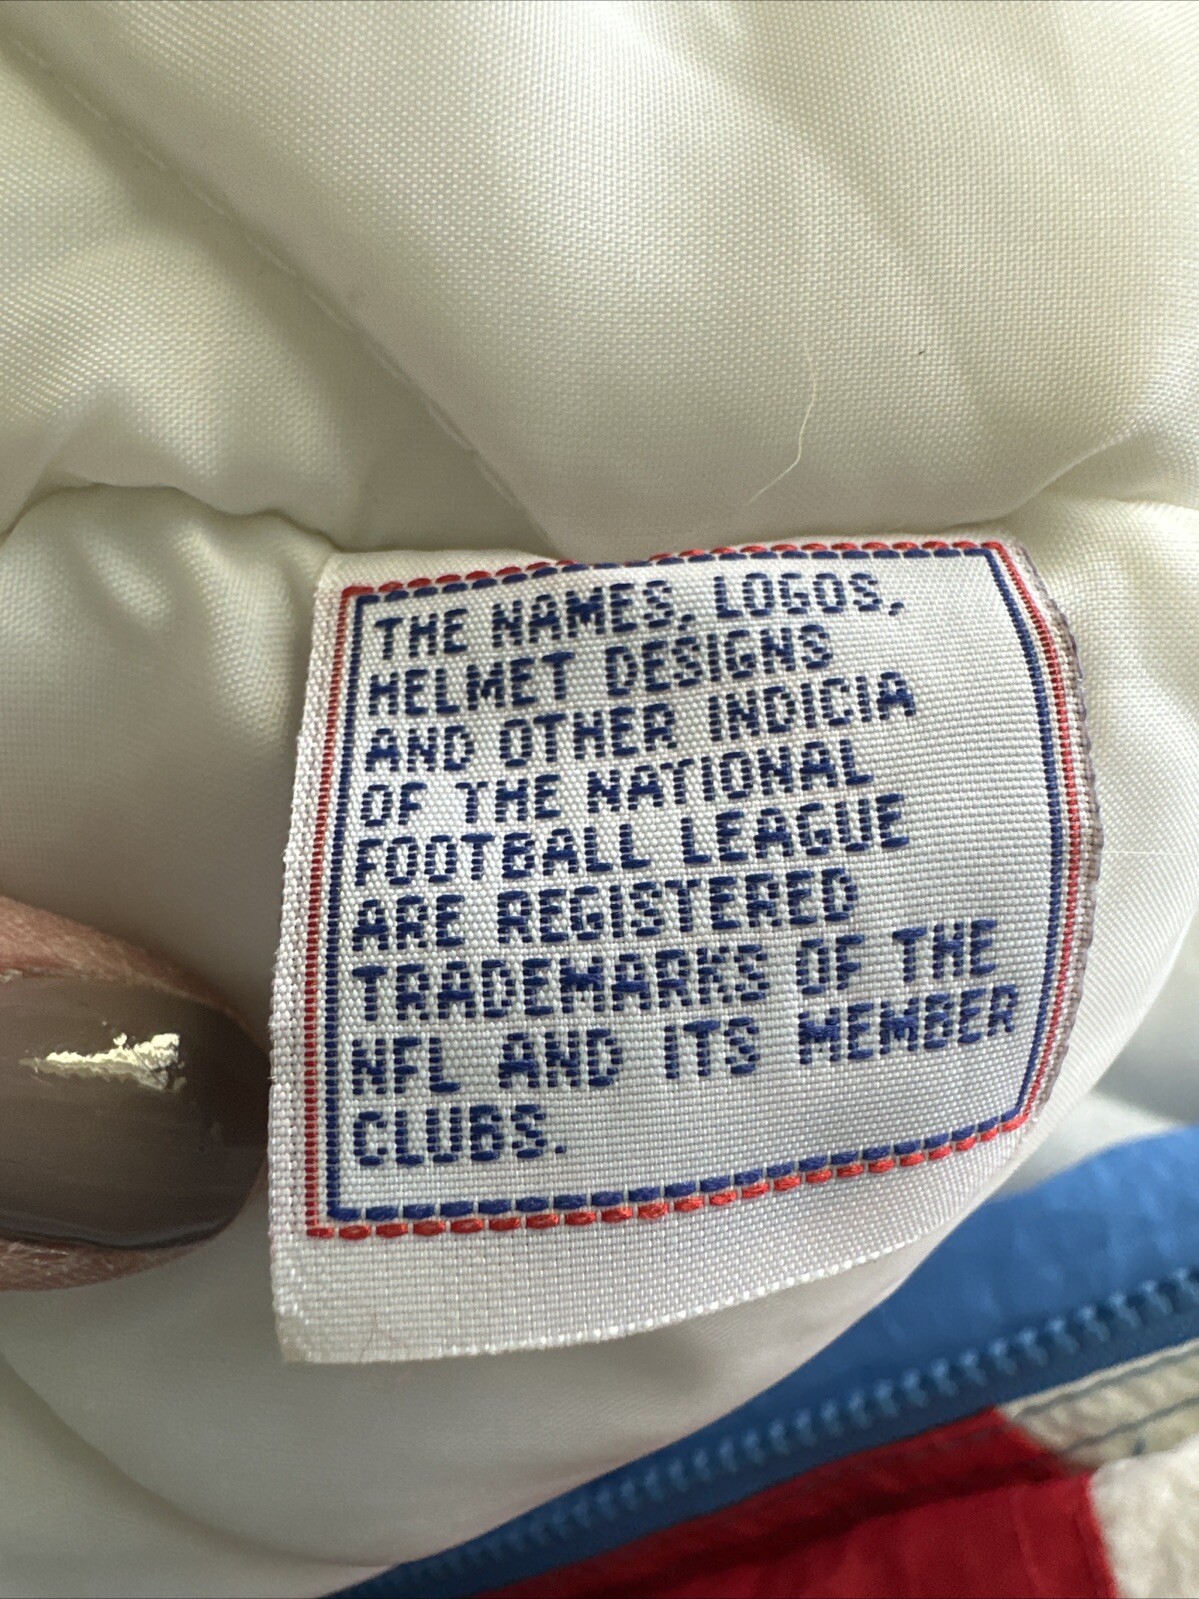 THE NAMES, LOGOS,
HELMET DESIGNS
AND OTHER INDICIA
OF THE NATIONAL
FOOTBALL LEAGUE
ARE REGISTERED
TRADEMARKS OF THE
NFL AND ITS MEMBER
CLUBS.